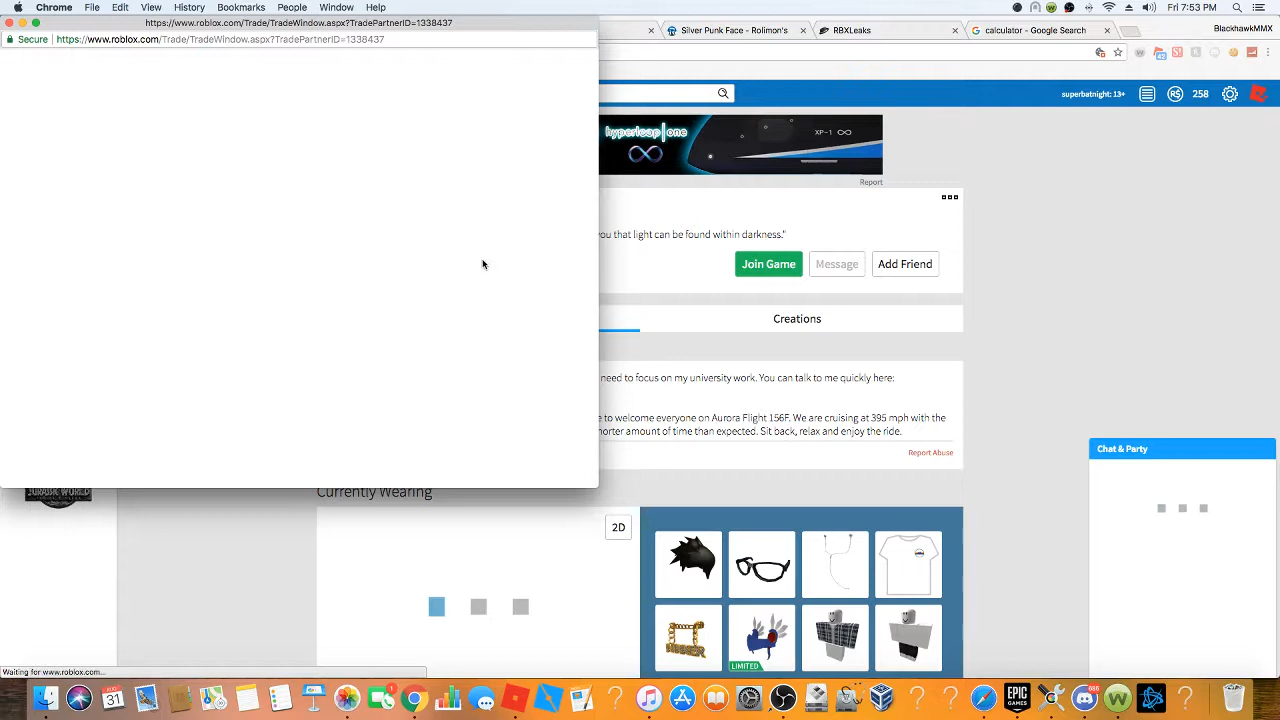 Chrome File Edit View History Bookmarks People Window Help Fri 7:53 PM
https://www.roblox.com/Trade/TradeWindow.aspx?TradePartnerID=1338437
Secure https://www.roblox.com/Trade/TradeWindow.aspx?TradePartnerID=1338437
Silver Punk Face - Rolimon's
RBXLeaks
calculator - Google Search
BlackhawkMMX
superbatnight: 13+
R$ 258
hyperleap|one
XP-1
Report
you that light can be found within darkness."
Join Game
Message
Add Friend
Creations
need to focus on my university work. You can talk to me quickly here:
to welcome everyone on Aurora Flight 156F. We are cruising at 395 mph with the
orter amount of time than expected. Sit back, relax and enjoy the ride.
Report Abuse
Chat & Party
JURASSIC WORLD
Currently Wearing
2D
LIMITED
Waiting for www.roblox.com...
EPIC GAMES